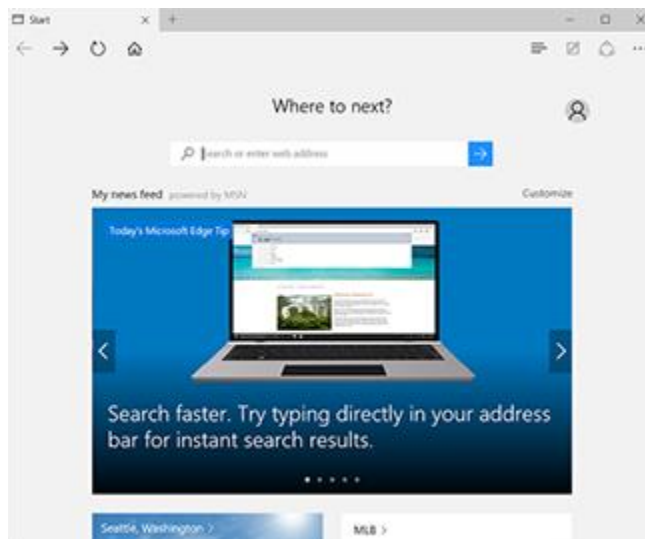 Start
Where to next?
Search or enter web address
My news feed powered by MSN
Customize
Today's Microsoft Edge Tip
Search faster. Try typing directly in your address
bar for instant search results.
Seattle, Washington >
MLB >